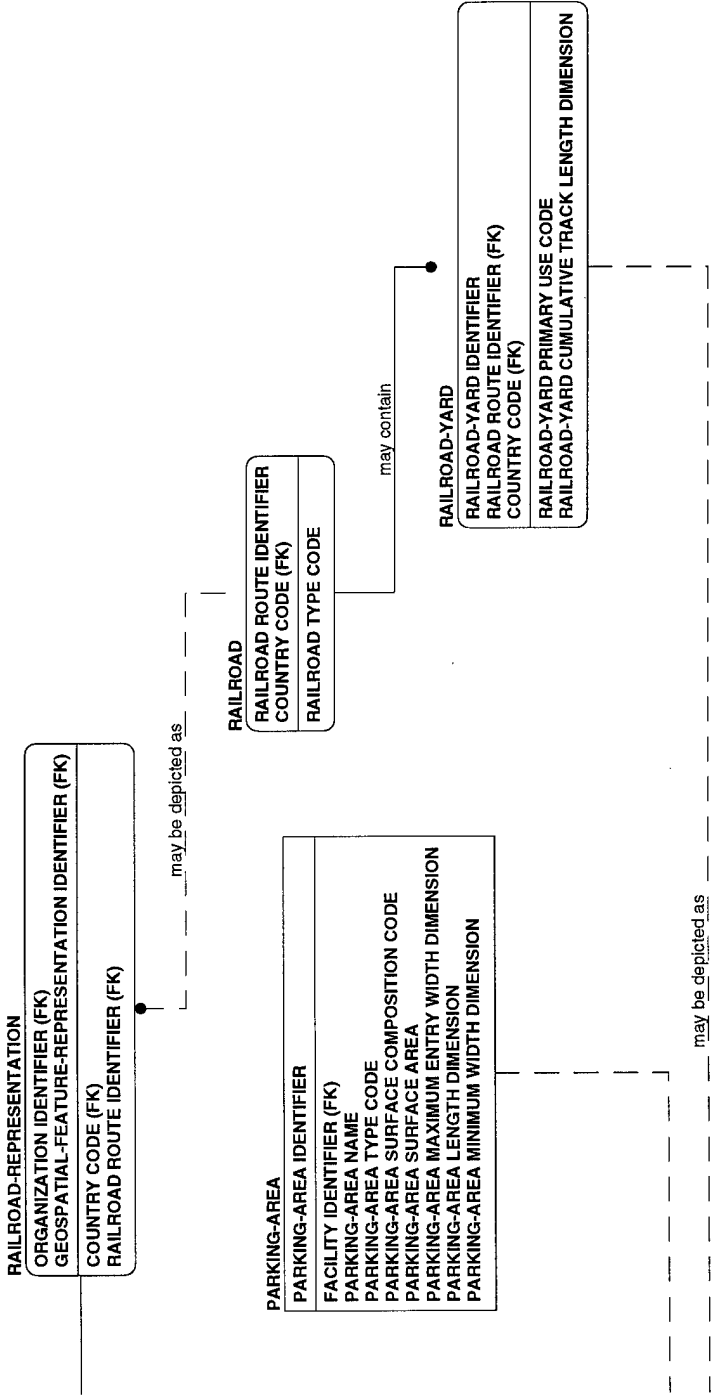 RAILROAD-REPRESENTATION
ORGANIZATION IDENTIFIER (FK)
GEOSPATIAL-FEATURE-REPRESENTATION IDENTIFIER (FK)
COUNTRY CODE (FK)
RAILROAD ROUTE IDENTIFIER (FK)
may be depicted as
RAILROAD
RAILROAD ROUTE IDENTIFIER
COUNTRY CODE (FK)
RAILROAD TYPE CODE
may contain
PARKING-AREA
PARKING-AREA IDENTIFIER
FACILITY IDENTIFIER (FK)
PARKING-AREA NAME
PARKING-AREA TYPE CODE
PARKING-AREA SURFACE COMPOSITION CODE
PARKING-AREA SURFACE AREA
PARKING-AREA MAXIMUM ENTRY WIDTH DIMENSION
PARKING-AREA LENGTH DIMENSION
PARKING-AREA MINIMUM WIDTH DIMENSION
RAILROAD-YARD
RAILROAD-YARD IDENTIFIER
RAILROAD ROUTE IDENTIFIER (FK)
COUNTRY CODE (FK)
RAILROAD-YARD PRIMARY USE CODE
RAILROAD-YARD CUMULATIVE TRACK LENGTH DIMENSION
may be depicted as